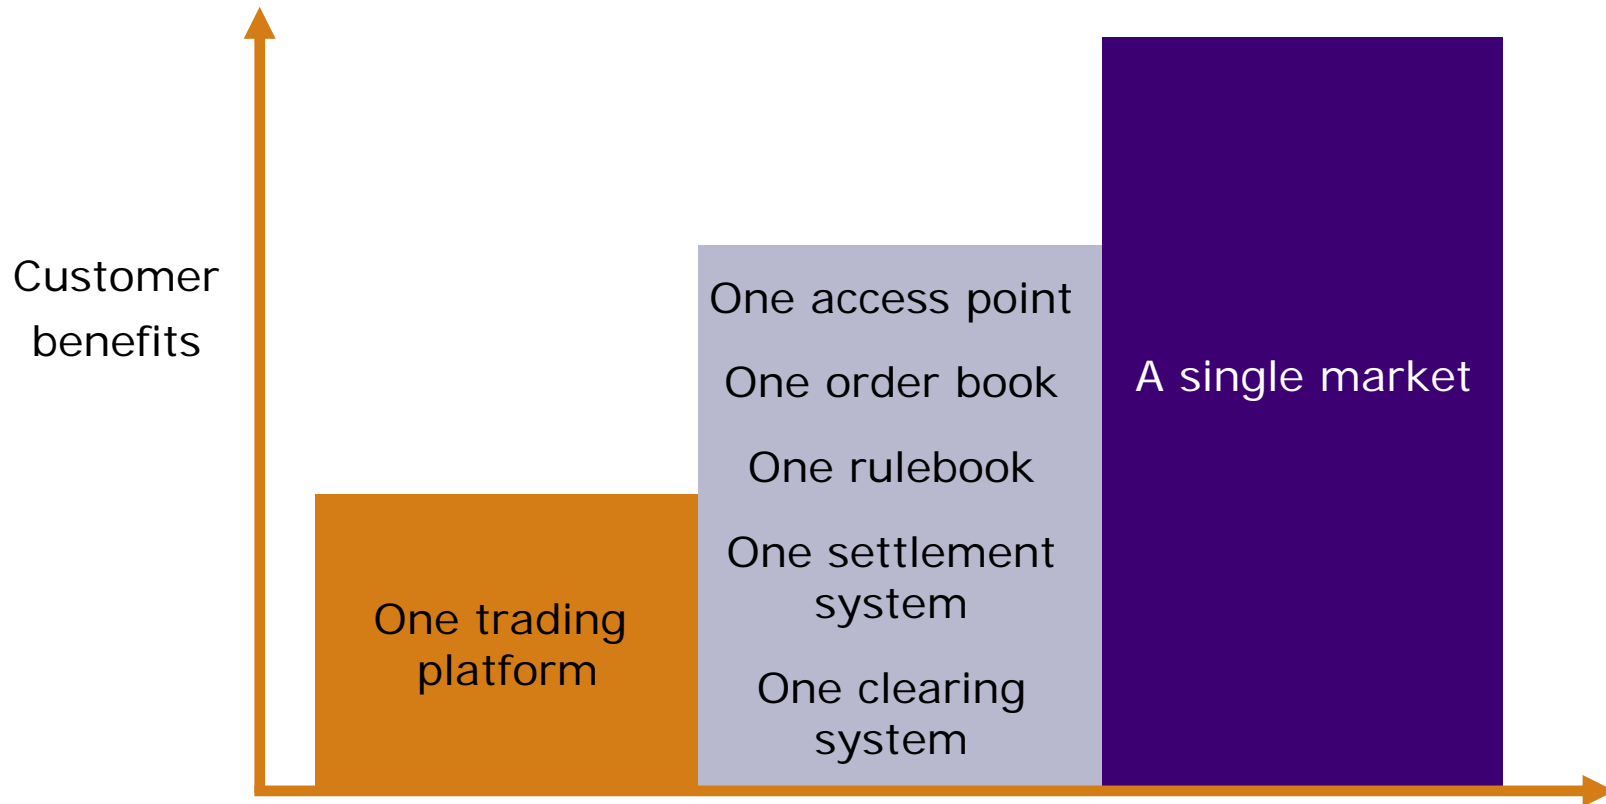 Customer
benefits
One trading
platform
One access point
One order book
One rulebook
One settlement
system
One clearing
system
A single market